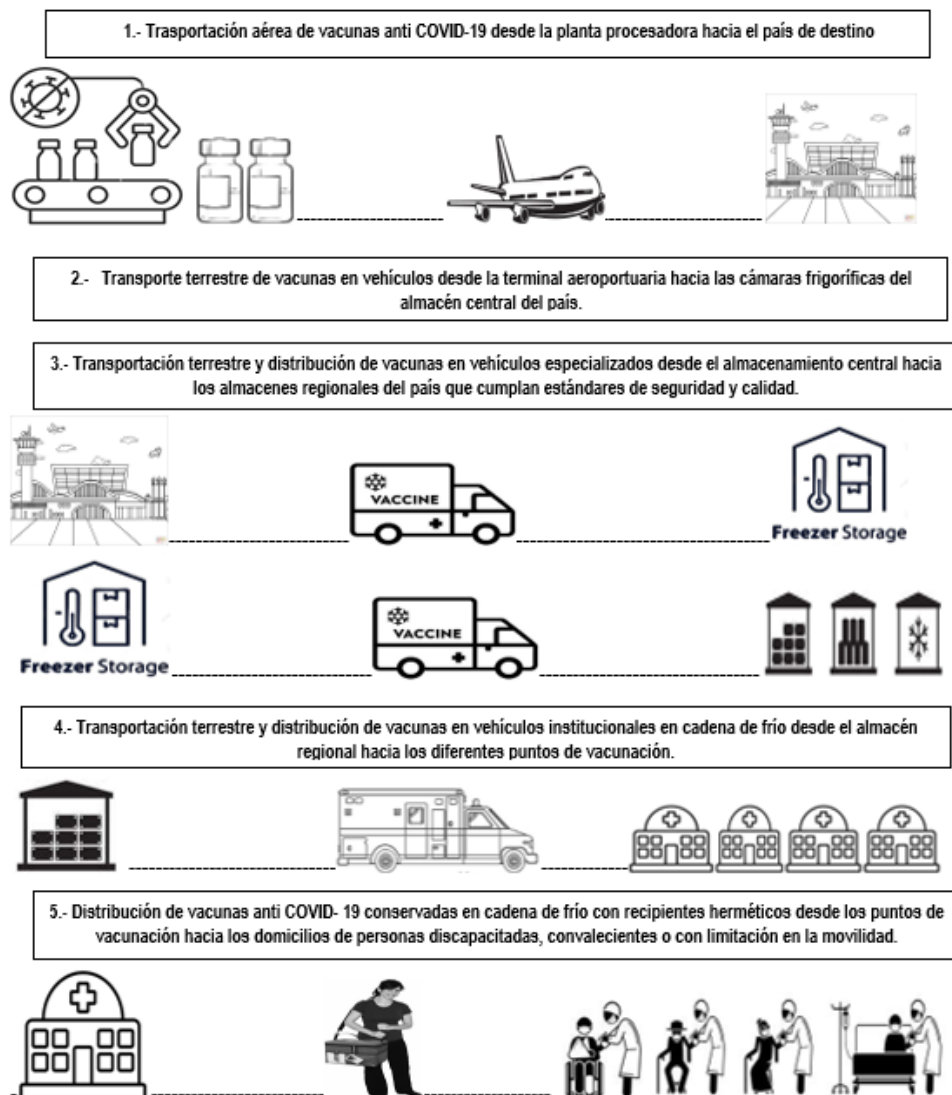 1.- Trasportación aérea de vacunas anti COVID-19 desde la planta procesadora hacia el país de destino
2.- Transporte terrestre de vacunas en vehículos desde la terminal aeroportuaria hacia las cámaras frigoríficas del
almacén central del país.
3.- Transportación terrestre y distribución de vacunas en vehículos especializados desde el almacenamiento central hacia
los almacenes regionales del país que cumplan estándares de seguridad y calidad.
VACCINE
Freezer Storage
VACCINE
Freezer Storage
4.- Transportación terrestre y distribución de vacunas en vehículos institucionales en cadena de frío desde el almacén
regional hacia los diferentes puntos de vacunación.
5.- Distribución de vacunas anti COVID- 19 conservadas en cadena de frío con recipientes herméticos desde los puntos de
vacunación hacia los domicilios de personas discapacitadas, convalecientes o con limitación en la movilidad.